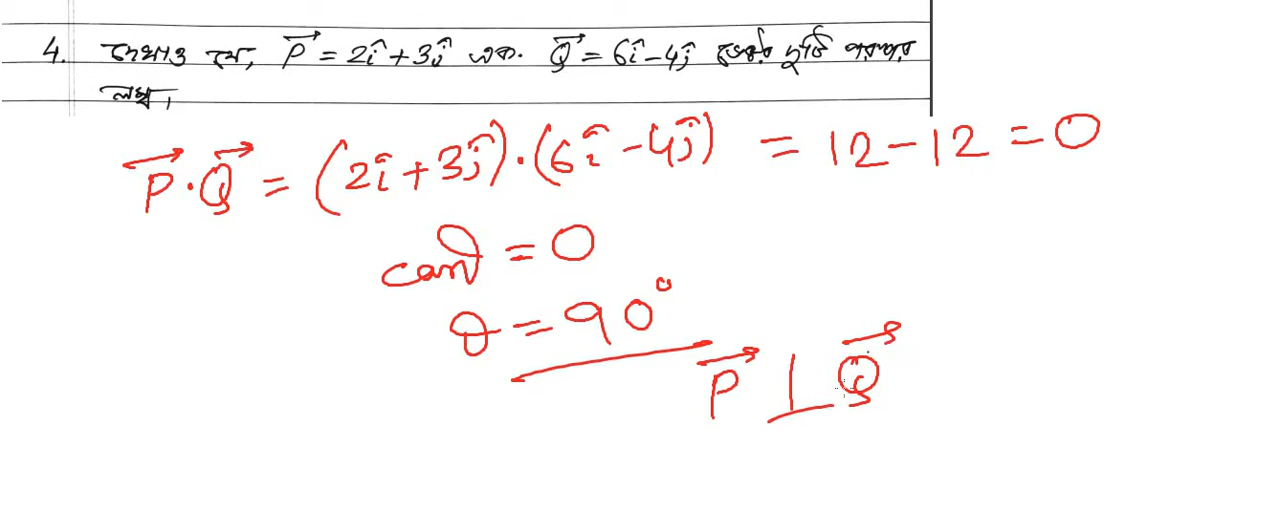 4. দেখাও যে, P⃗ = 2î + 3ĵ এবং Q⃗ = 6î − 4ĵ ভেক্টর দুটি পরস্পর
লম্ব।
P⃗ · Q⃗ = (2î + 3ĵ) · (6î − 4ĵ) = 12 − 12 = 0
cosθ = 0
θ = 90°
P⃗ ⊥ Q⃗